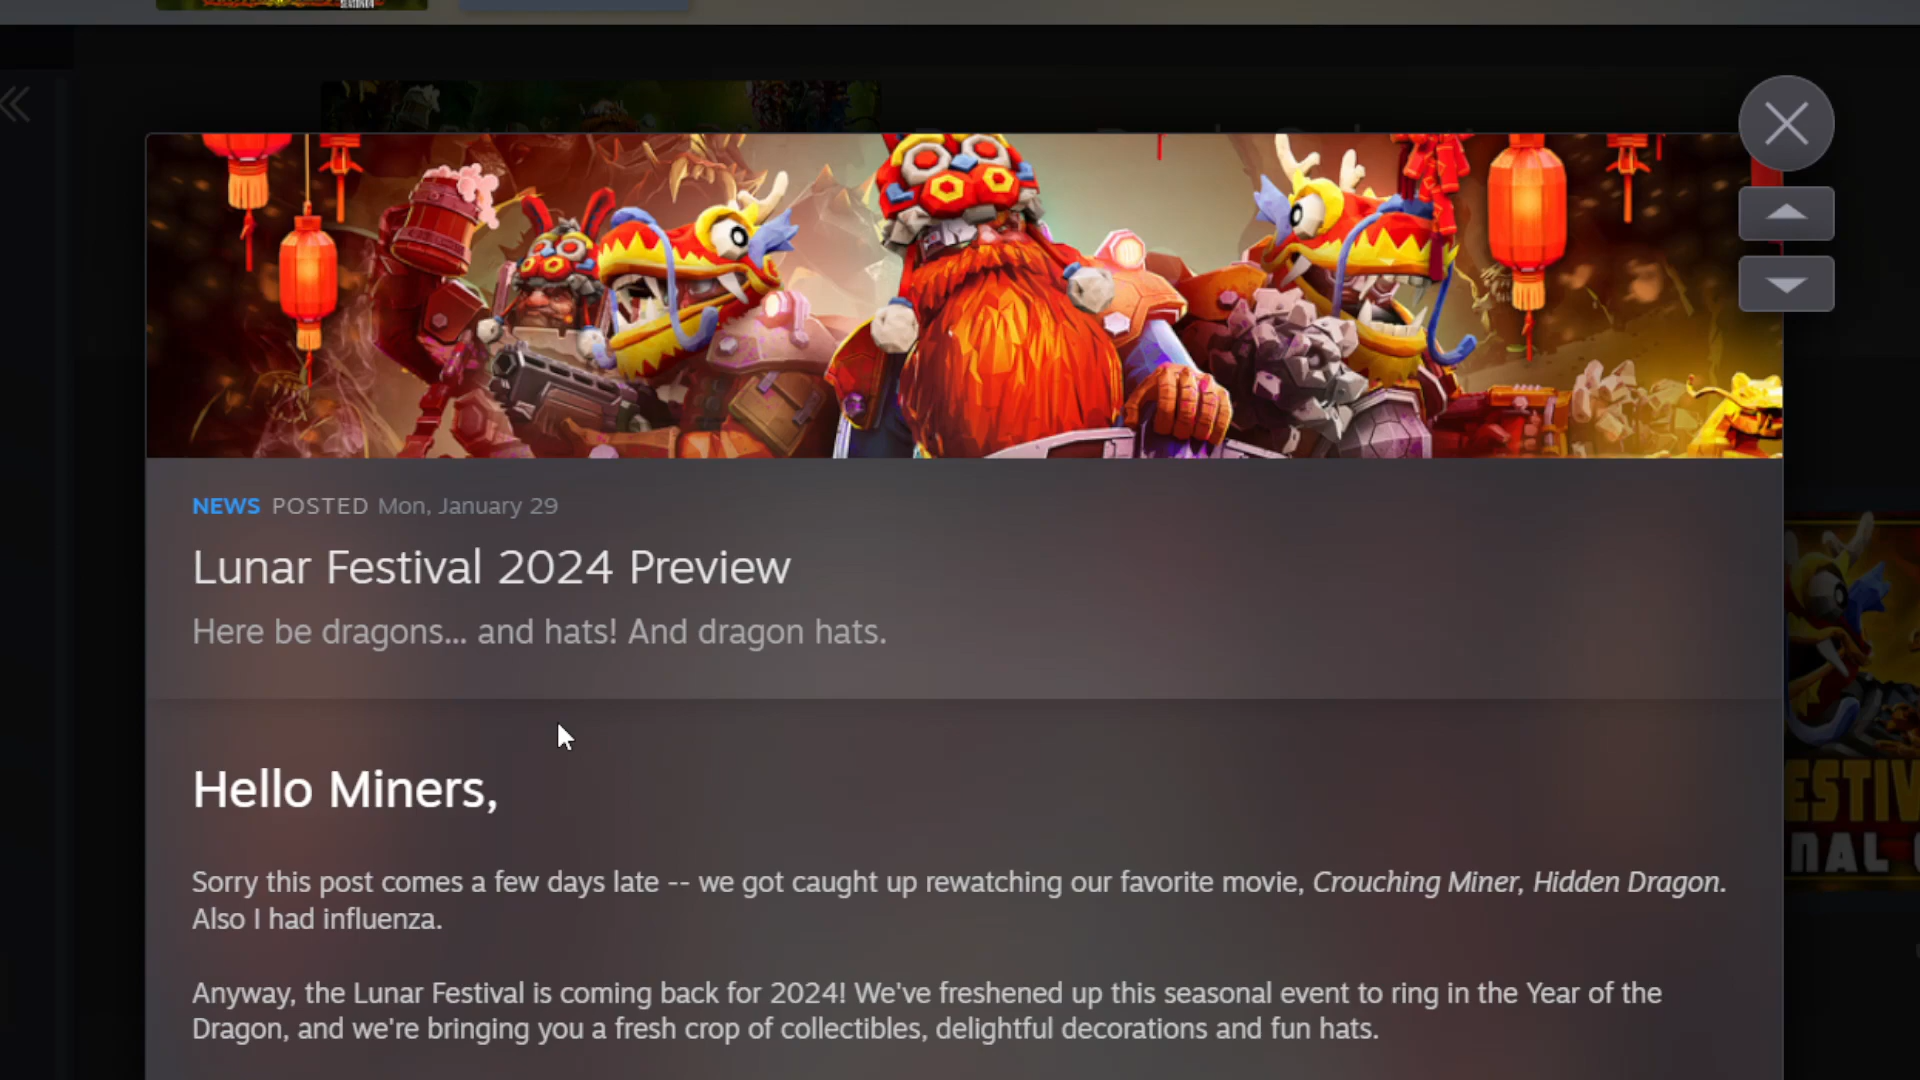 NEWS POSTED Mon, January 29
Lunar Festival 2024 Preview
Here be dragons... and hats! And dragon hats.
Hello Miners,
Sorry this post comes a few days late -- we got caught up rewatching our favorite movie, Crouching Miner, Hidden Dragon.
Also I had influenza.
Anyway, the Lunar Festival is coming back for 2024! We've freshened up this seasonal event to ring in the Year of the
Dragon, and we're bringing you a fresh crop of collectibles, delightful decorations and fun hats.